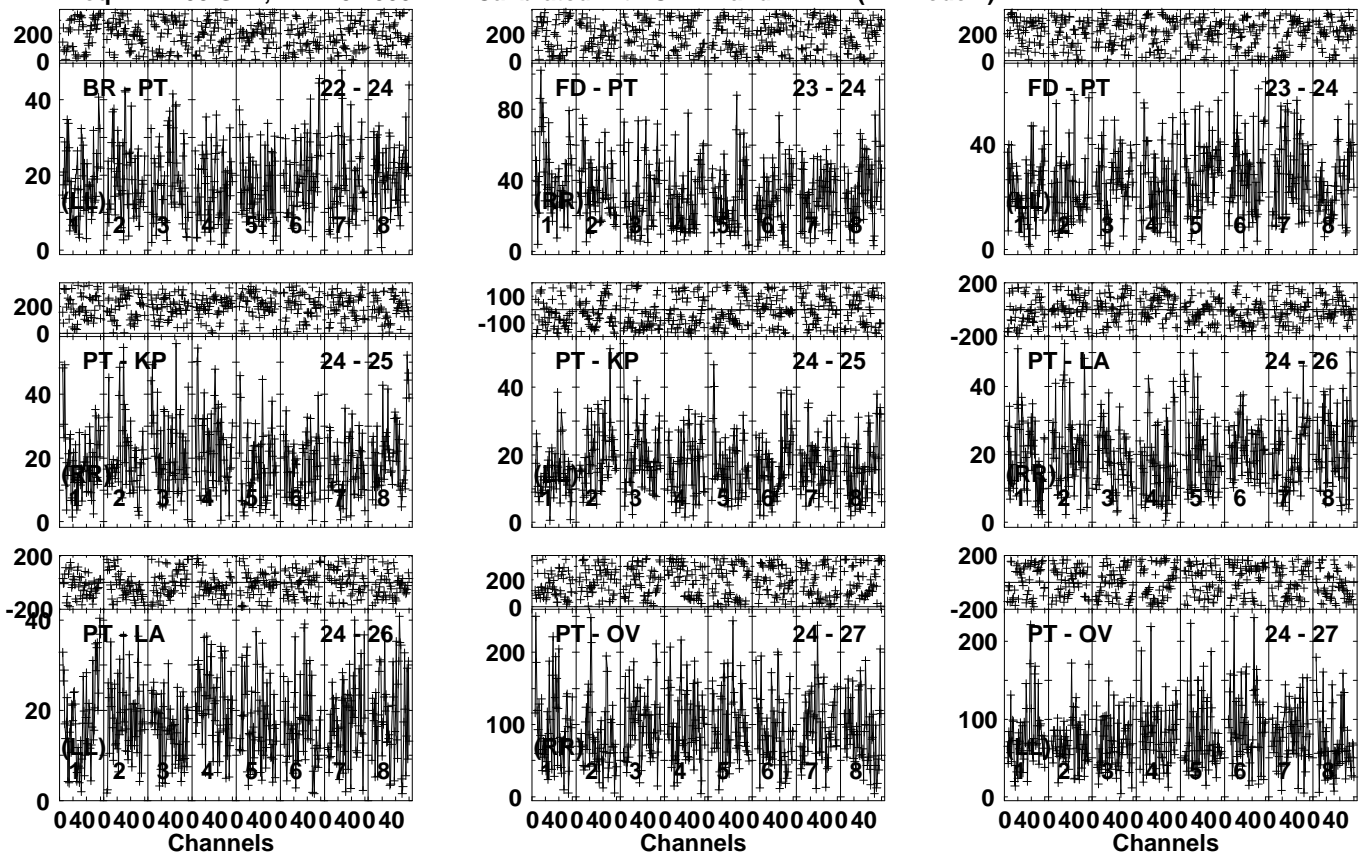 200 200 200
0 0 0
BR - PT 22 - 24 FD - PT 23 - 24 FD - PT 23 - 24
40 80 40
20 40 0
0 0
(LL) (RR) (LL)
1 2 3 4 5 6 7 8 1 2 3 4 5 6 7 8 1 2 3 4 5 6 7 8
200 100 200
0 -100 -200
PT - KP 24 - 25 PT - KP 24 - 25 PT - LA 24 - 26
40 40 40
20 20 20
0 0 0
(RR) (LL) (RR)
1 2 3 4 5 6 7 8 1 2 3 4 5 6 7 8 1 2 3 4 5 6 7 8
200 200 200
-200 0 -200
PT - LA 24 - 26 PT - OV 24 - 27 PT - OV 24 - 27
40 200 200
20 100 100
0 0 0
(LL) (RR) (LL)
1 2 3 4 5 6 7 8 1 2 3 4 5 6 7 8 1 2 3 4 5 6 7 8
0 40 0 40 0 40 0 40 0 40 0 40 0 40 0 40 0 40 0 40 0 40 0 40 0 40 0 40 0 40 0 40 0 40 0 40 0 40 0 40 0 40 0 40 0 40 0 40
Channels Channels Channels